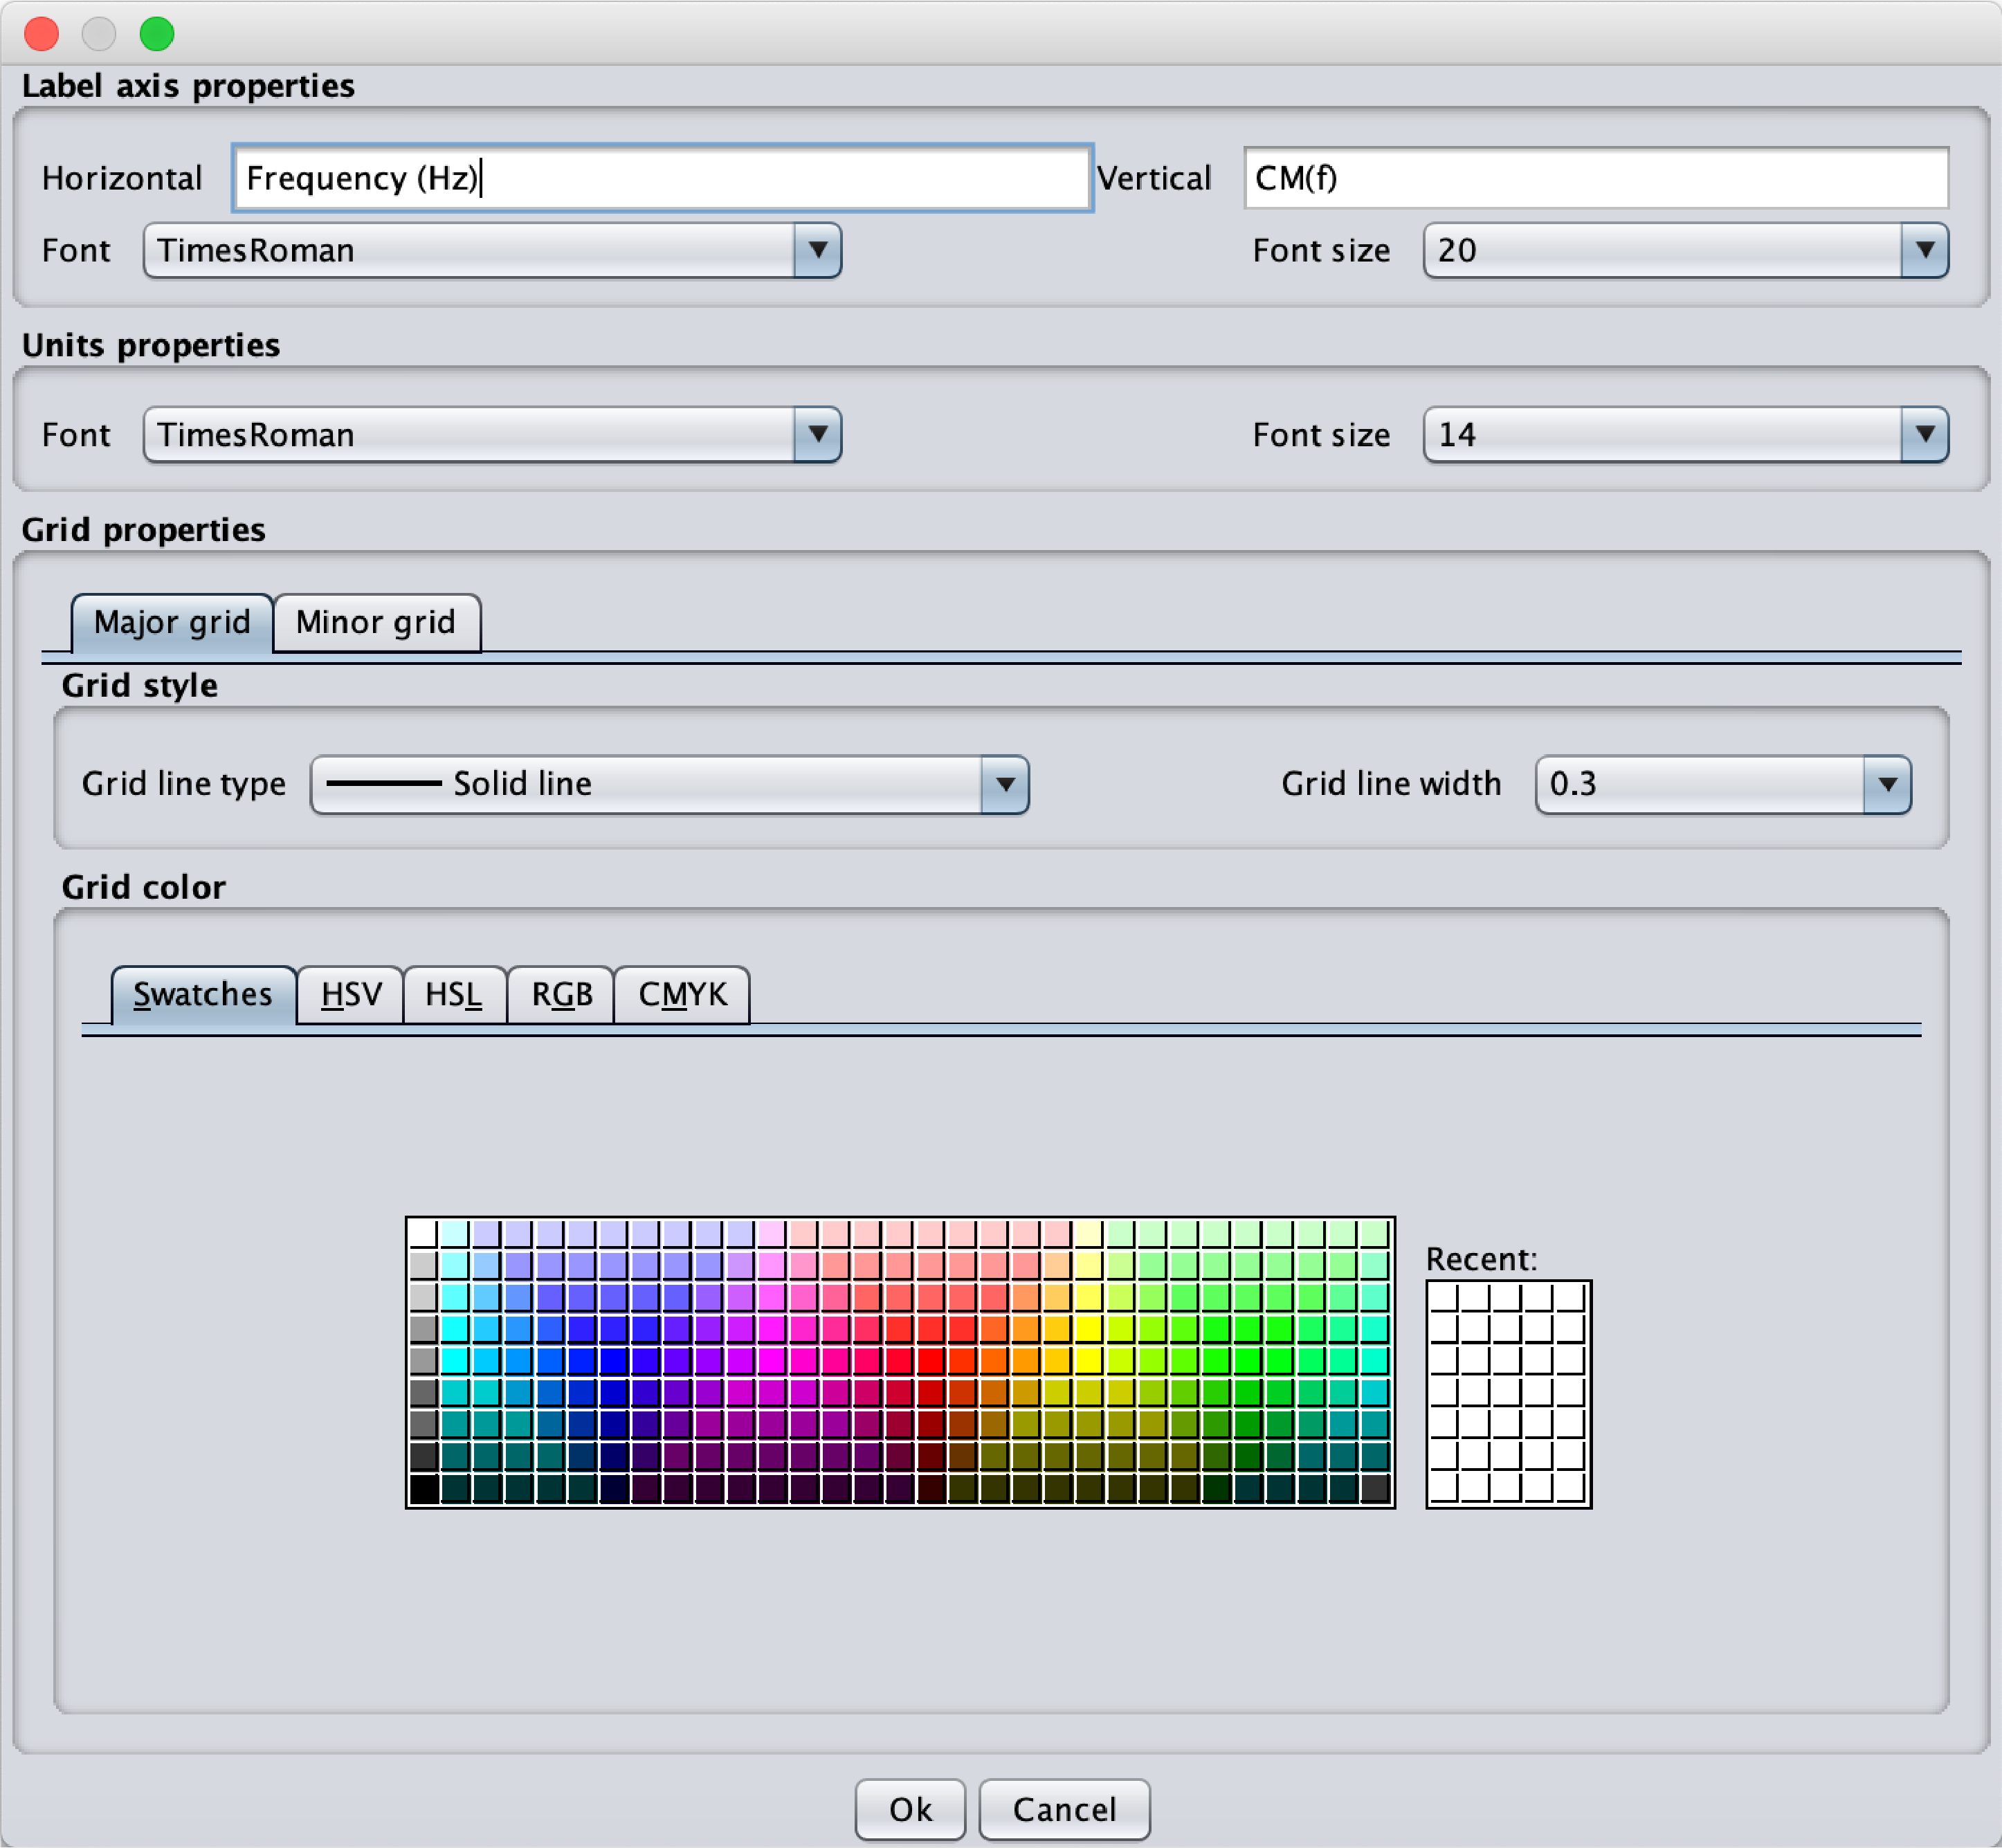 Label axis properties
Horizontal Frequency (Hz) Vertical CM(f)
Font TimesRoman Font size 20
Units properties
Font TimesRoman Font size 14
Grid properties
Major grid Minor grid
Grid style
Grid line type Solid line Grid line width 0.3
Grid color
Swatches HSV HSL RGB CMYK
Recent:
Ok Cancel